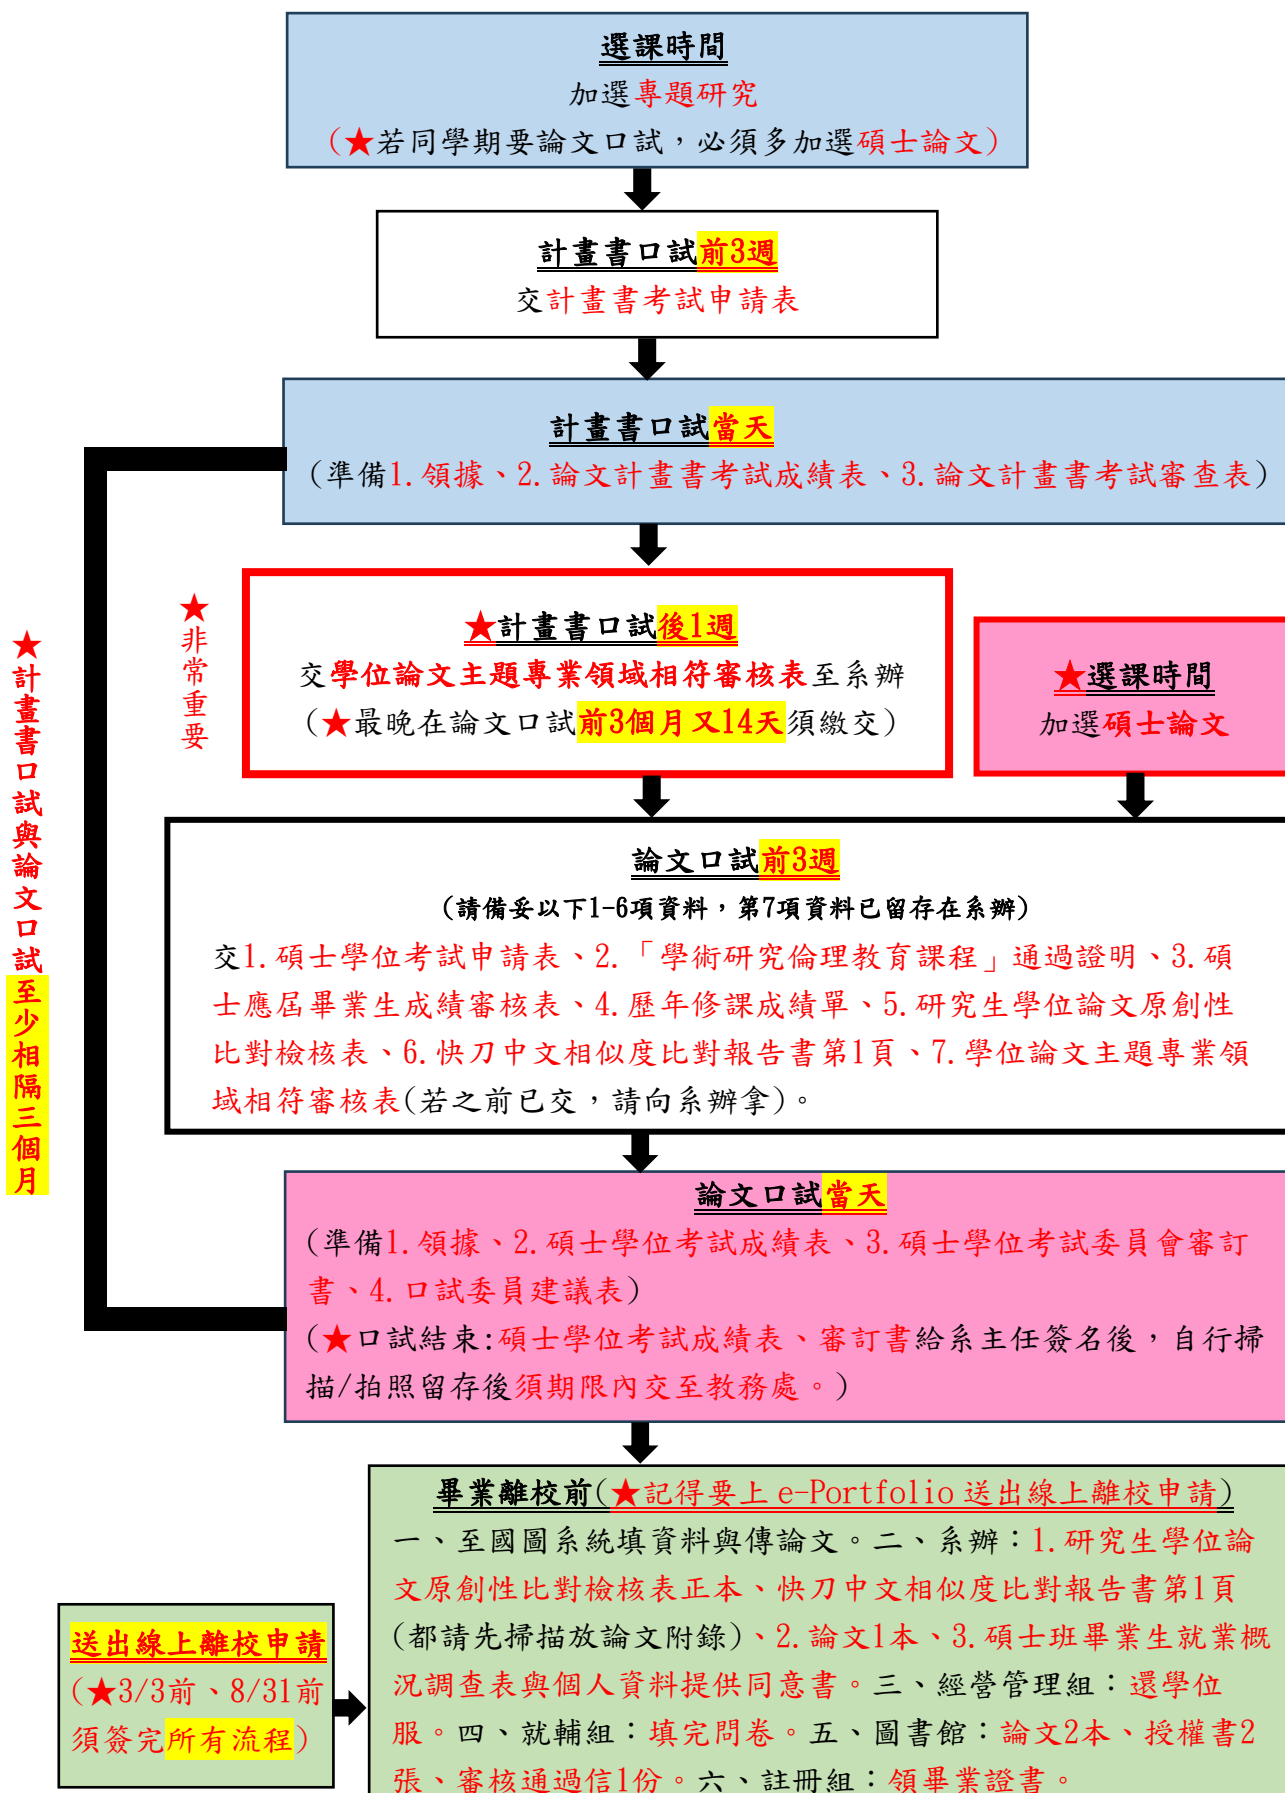 選課時間
加選專題研究
(★若同學期要論文口試，必須多加選碩士論文)
計畫書口試前3週
交計畫書考試申請表
計畫書口試當天
(準備1.領據、2.論文計畫書考試成績表、3.論文計畫書考試審查表)
★非常重要
★計畫書口試與論文口試至少相隔三個月
★計畫書口試後1週
交學位論文主題專業領域相符審核表至系辦
(★最晚在論文口試前3個月又14天須繳交)
★選課時間
加選碩士論文
論文口試前3週
(請備妥以下1-6項資料，第7項資料已留存在系辦)
交1.碩士學位考試申請表、2.「學術研究倫理教育課程」通過證明、3.碩
士應屆畢業生成績審核表、4.歷年修課成績單、5.研究生學位論文原創性
比對檢核表、6.快刀中文相似度比對報告書第1頁、7.學位論文主題專業領
域相符審核表(若之前已交，請向系辦拿)。
論文口試當天
(準備1.領據、2.碩士學位考試成績表、3.碩士學位考試委員會審訂
書、4.口試委員建議表)
(★口試結束:碩士學位考試成績表、審訂書給系主任簽名後，自行掃
描/拍照留存後須期限內交至教務處。)
畢業離校前(★記得要上 e-Portfolio 送出線上離校申請)
一、至國圖系統填資料與傳論文。二、系辦：1.研究生學位論
文原創性比對檢核表正本、快刀中文相似度比對報告書第1頁
(都請先掃描放論文附錄)、2.論文1本、3.碩士班畢業生就業概
況調查表與個人資料提供同意書。三、經營管理組：還學位
服。四、就輔組：填完問卷。五、圖書館：論文2本、授權書2
張、審核通過信1份。六、註冊組：領畢業證書。
送出線上離校申請
(★3/3前、8/31前
須簽完所有流程)